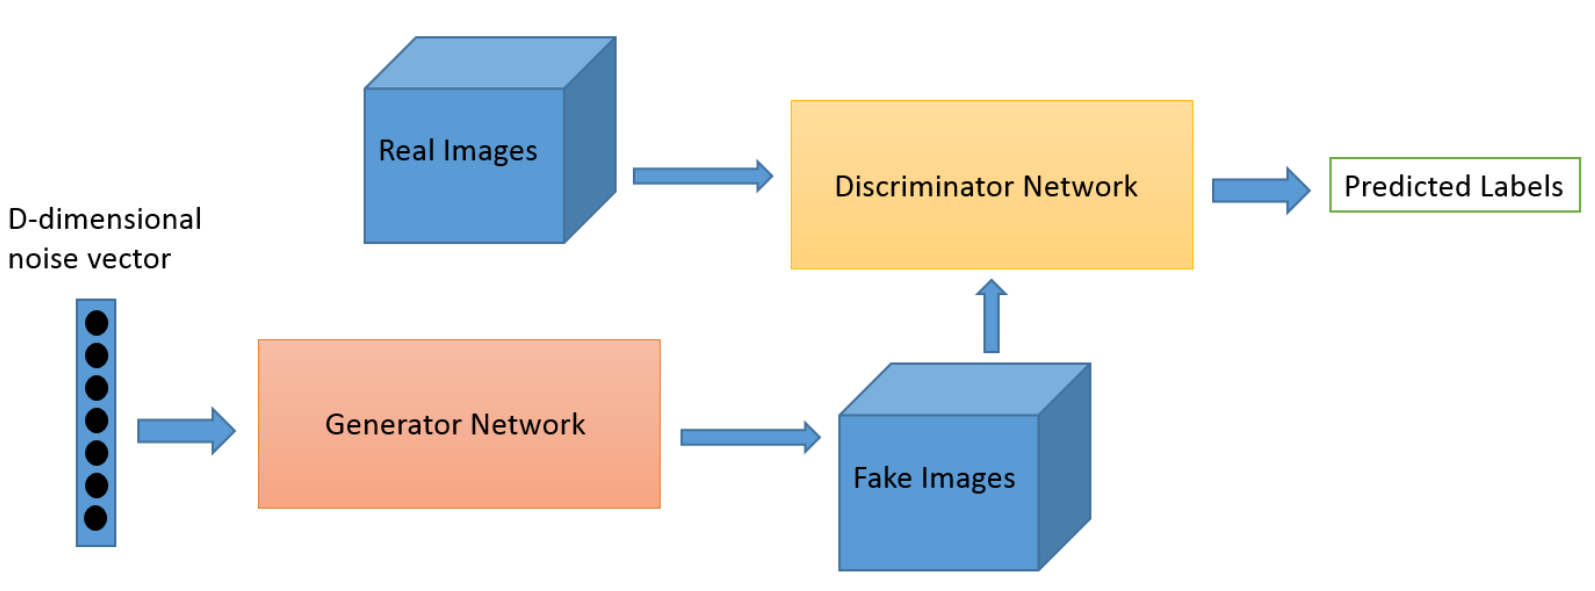 Real Images
Discriminator Network
Predicted Labels
D-dimensional
noise vector
Generator Network
Fake Images